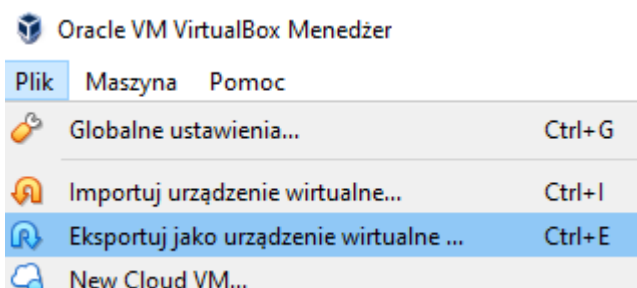 Oracle VM VirtualBox Menedżer
Plik Maszyna Pomoc
Globalne ustawienia... Ctrl+G
Importuj urządzenie wirtualne... Ctrl+I
Eksportuj jako urządzenie wirtualne ... Ctrl+E
New Cloud VM...